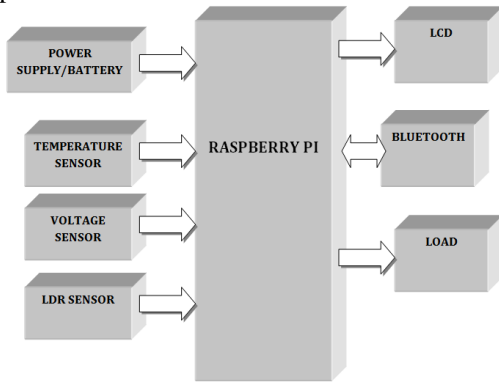 POWER
SUPPLY/BATTERY
TEMPERATURE
SENSOR
VOLTAGE
SENSOR
LDR SENSOR
RASPBERRY PI
LCD
BLUETOOTH
LOAD